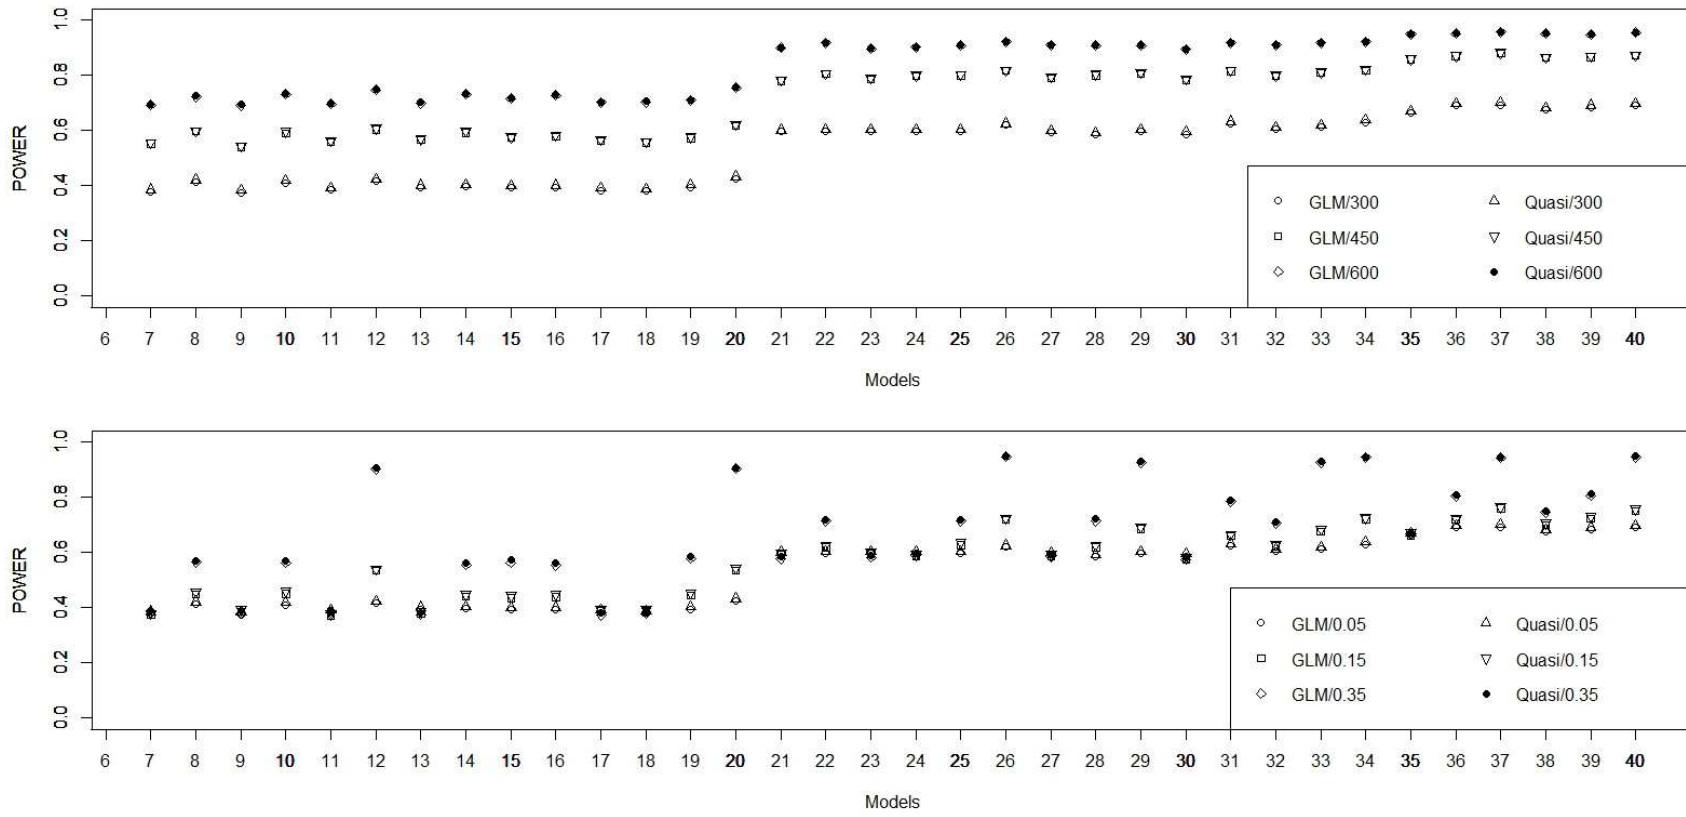 POWER
1.0
0.8
0.6
0.4
0.2
0.0
GLM/300 Quasi/300
GLM/450 Quasi/450
GLM/600 Quasi/600
6 7 8 9 10 11 12 13 14 15 16 17 18 19 20 21 22 23 24 25 26 27 28 29 30 31 32 33 34 35 36 37 38 39 40
Models
POWER
1.0
0.8
0.6
0.4
0.2
0.0
GLM/0.05 Quasi/0.05
GLM/0.15 Quasi/0.15
GLM/0.35 Quasi/0.35
6 7 8 9 10 11 12 13 14 15 16 17 18 19 20 21 22 23 24 25 26 27 28 29 30 31 32 33 34 35 36 37 38 39 40
Models